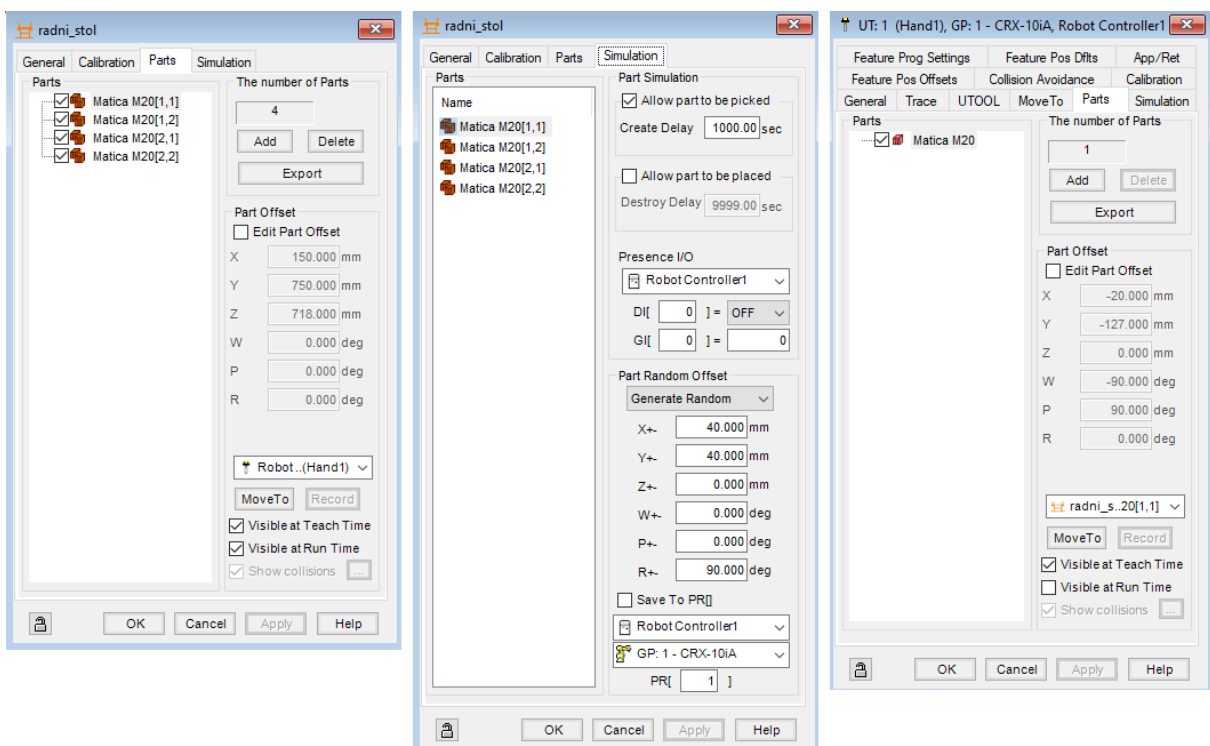 radni_stol
General Calibration Parts Simulation
Parts
Matica M20[1,1]
Matica M20[1,2]
Matica M20[2,1]
Matica M20[2,2]
The number of Parts
4
Add Delete
Export
Part Offset
Edit Part Offset
X 150.000 mm
Y 750.000 mm
Z 718.000 mm
W 0.000 deg
P 0.000 deg
R 0.000 deg
Robot..(Hand1)
MoveTo Record
Visible at Teach Time
Visible at Run Time
Show collisions ...
OK Cancel Apply Help
radni_stol
General Calibration Parts Simulation
Parts
Name
Matica M20[1,1]
Matica M20[1,2]
Matica M20[2,1]
Matica M20[2,2]
Part Simulation
Allow part to be picked
Create Delay 1000.00 sec
Allow part to be placed
Destroy Delay 9999.00 sec
Presence I/O
Robot Controller1
DI[ 0 ] = OFF
GI[ 0 ] = 0
Part Random Offset
Generate Random
X+- 40.000 mm
Y+- 40.000 mm
Z+- 0.000 mm
W+- 0.000 deg
P+- 0.000 deg
R+- 90.000 deg
Save To PR[]
Robot Controller1
GP: 1 - CRX-10iA
PR[ 1 ]
OK Cancel Apply Help
UT: 1 (Hand1), GP: 1 - CRX-10iA, Robot Controller1
Feature Prog Settings Feature Pos Dflts App/Ret
Feature Pos Offsets Collision Avoidance Calibration
General Trace UTOOL MoveTo Parts Simulation
Parts
Matica M20
The number of Parts
1
Add Delete
Export
Part Offset
Edit Part Offset
X -20.000 mm
Y -127.000 mm
Z 0.000 mm
W -90.000 deg
P 90.000 deg
R 0.000 deg
radni_s..20[1,1]
MoveTo Record
Visible at Teach Time
Visible at Run Time
Show collisions ...
OK Cancel Apply Help